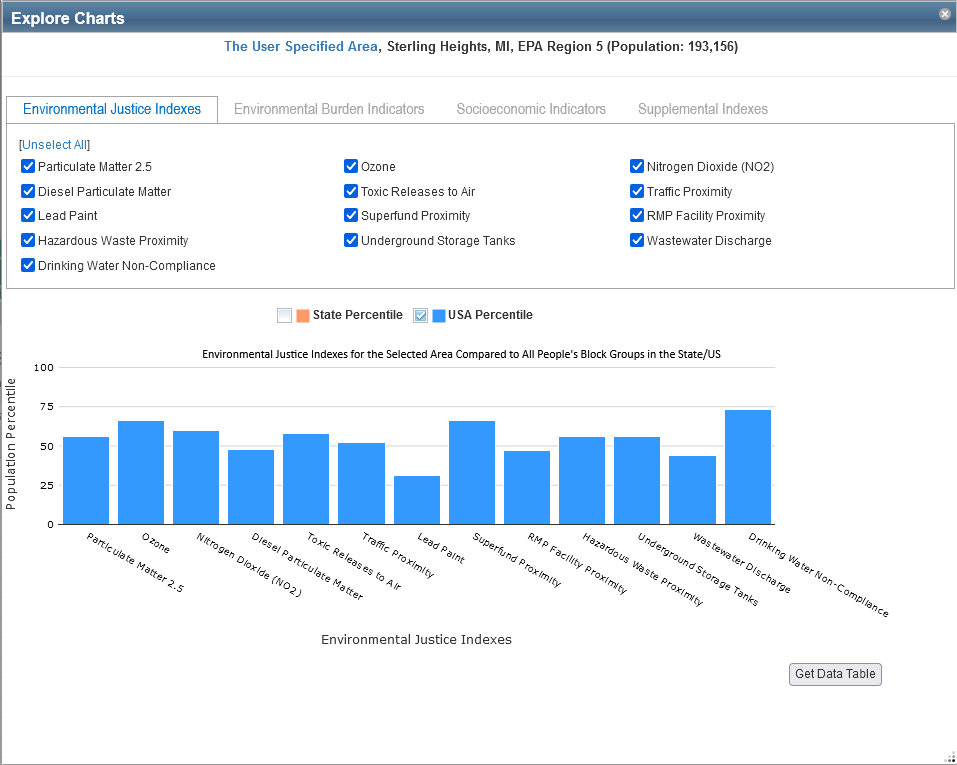 Explore Charts
The User Specified Area, Sterling Heights, MI, EPA Region 5 (Population: 193,156)
Environmental Justice Indexes Environmental Burden Indicators Socioeconomic Indicators Supplemental Indexes
[Unselect All]
Particulate Matter 2.5 Ozone Nitrogen Dioxide (NO2)
Diesel Particulate Matter Toxic Releases to Air Traffic Proximity
Lead Paint Superfund Proximity RMP Facility Proximity
Hazardous Waste Proximity Underground Storage Tanks Wastewater Discharge
Drinking Water Non-Compliance
State Percentile USA Percentile
Environmental Justice Indexes for the Selected Area Compared to All People's Block Groups in the State/US
Population Percentile
100
75
50
25
0
Particulate Matter 2.5
Ozone
Nitrogen Dioxide (NO2)
Diesel Particulate Matter
Toxic Releases to Air
Traffic Proximity
Lead Paint
Superfund Proximity
RMP Facility Proximity
Hazardous Waste Proximity
Underground Storage Tanks
Wastewater Discharge
Drinking Water Non-Compliance
Environmental Justice Indexes
Get Data Table